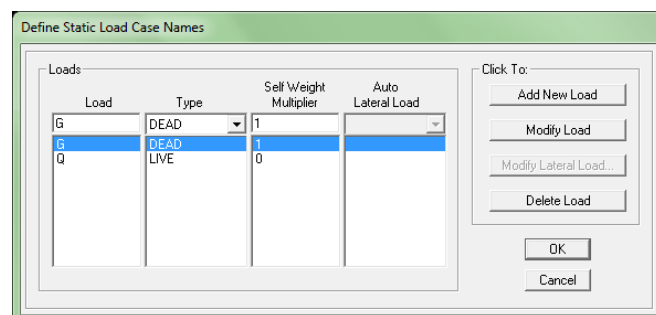 Define Static Load Case Names
Loads
Click To:
Load Type Self Weight Multiplier Auto Lateral Load
G DEAD 1
G DEAD 1
Q LIVE 0
Add New Load
Modify Load
Modify Lateral Load...
Delete Load
OK
Cancel